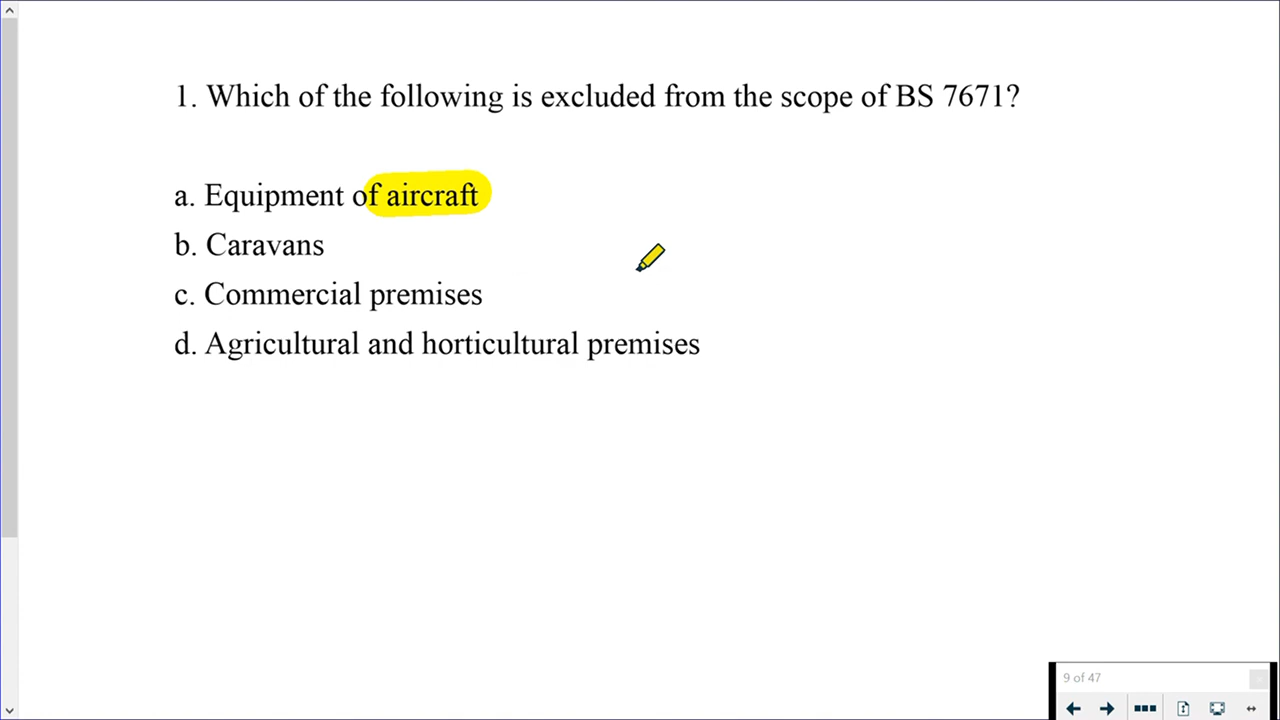 1. Which of the following is excluded from the scope of BS 7671?
a. Equipment of aircraft
b. Caravans
c. Commercial premises
d. Agricultural and horticultural premises
9 of 47